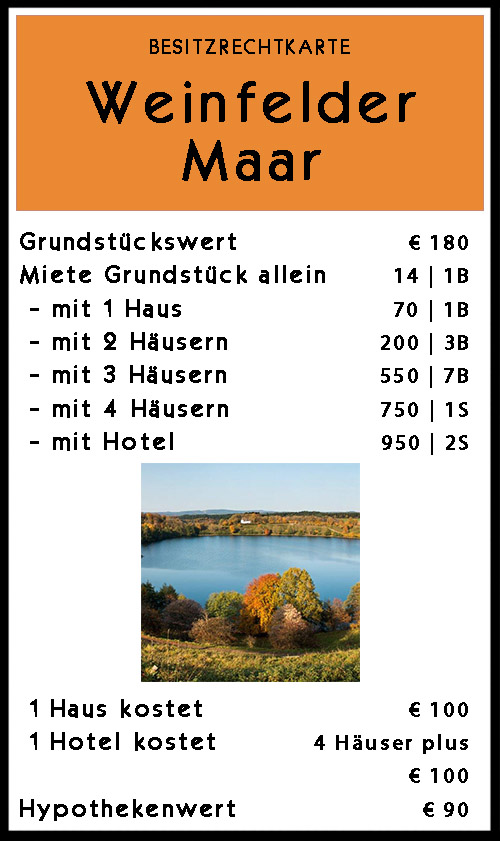 BESITZRECHTKARTE
Weinfelder
Maar
Grundstückswert € 180
Miete Grundstück allein 14 | 1B
- mit 1 Haus 70 | 1B
- mit 2 Häusern 200 | 3B
- mit 3 Häusern 550 | 7B
- mit 4 Häusern 750 | 1S
- mit Hotel 950 | 2S
1 Haus kostet € 100
1 Hotel kostet 4 Häuser plus
€ 100
Hypothekenwert € 90